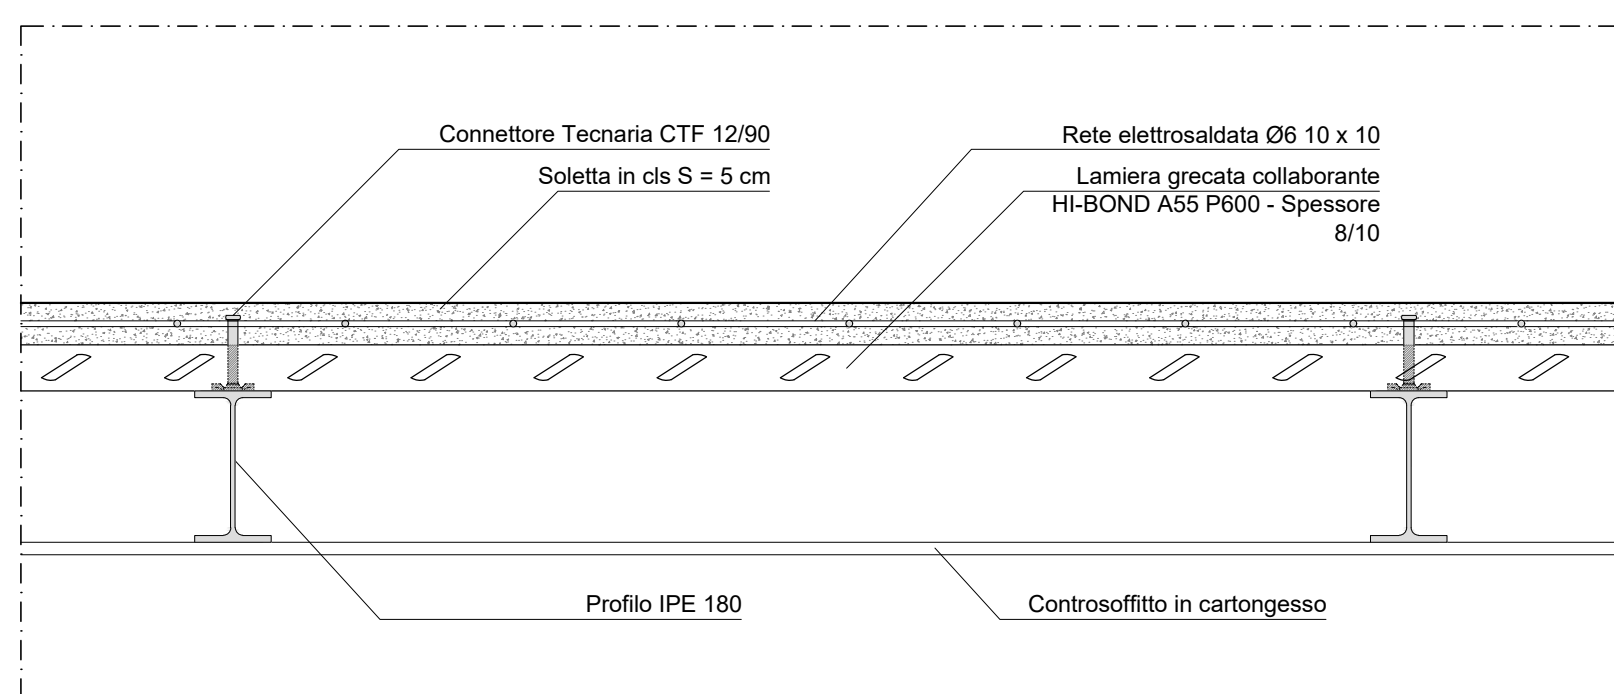 Connettore Tecnaria CTF 12/90
Soletta in cls S = 5 cm
Rete elettrosaldata Ø6 10 x 10
Lamiera grecata collaborante
HI-BOND A55 P600 - Spessore
8/10
Profilo IPE 180
Controsoffitto in cartongesso